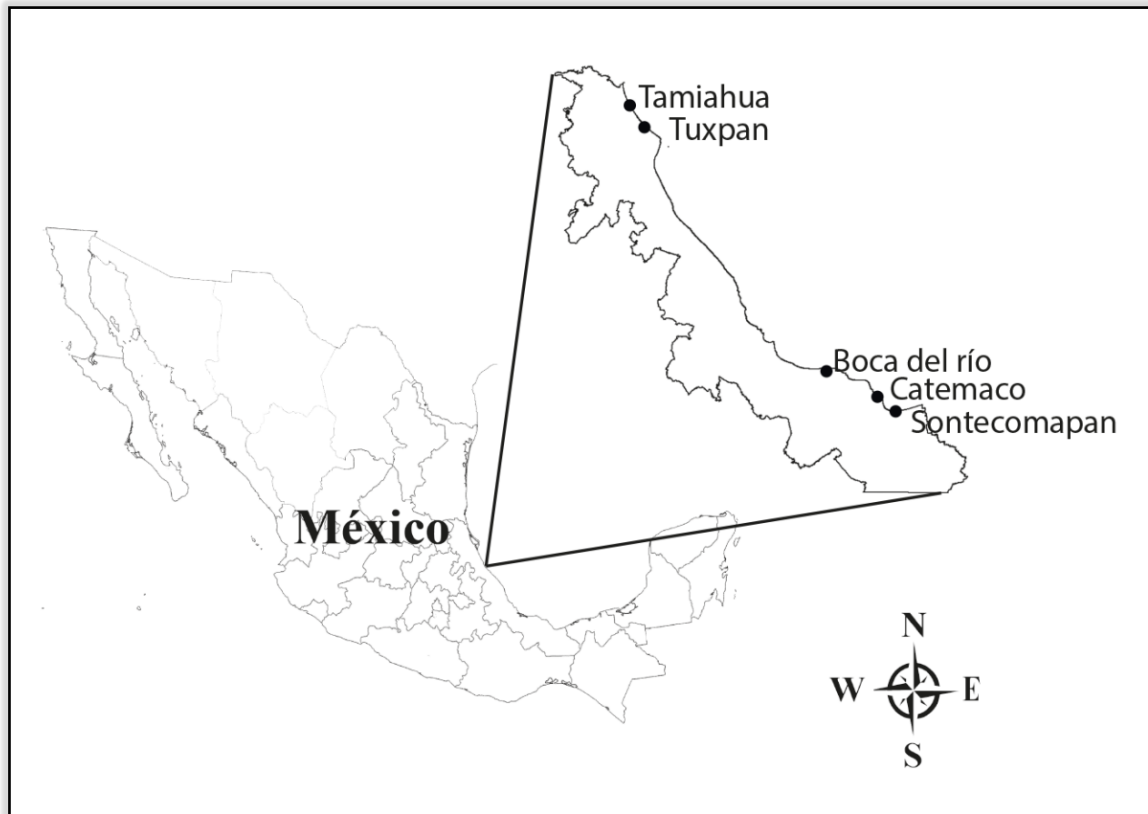 Tamiahua
Tuxpan
Boca del río
Catemaco
Sontecomapan
México
N
W E
S